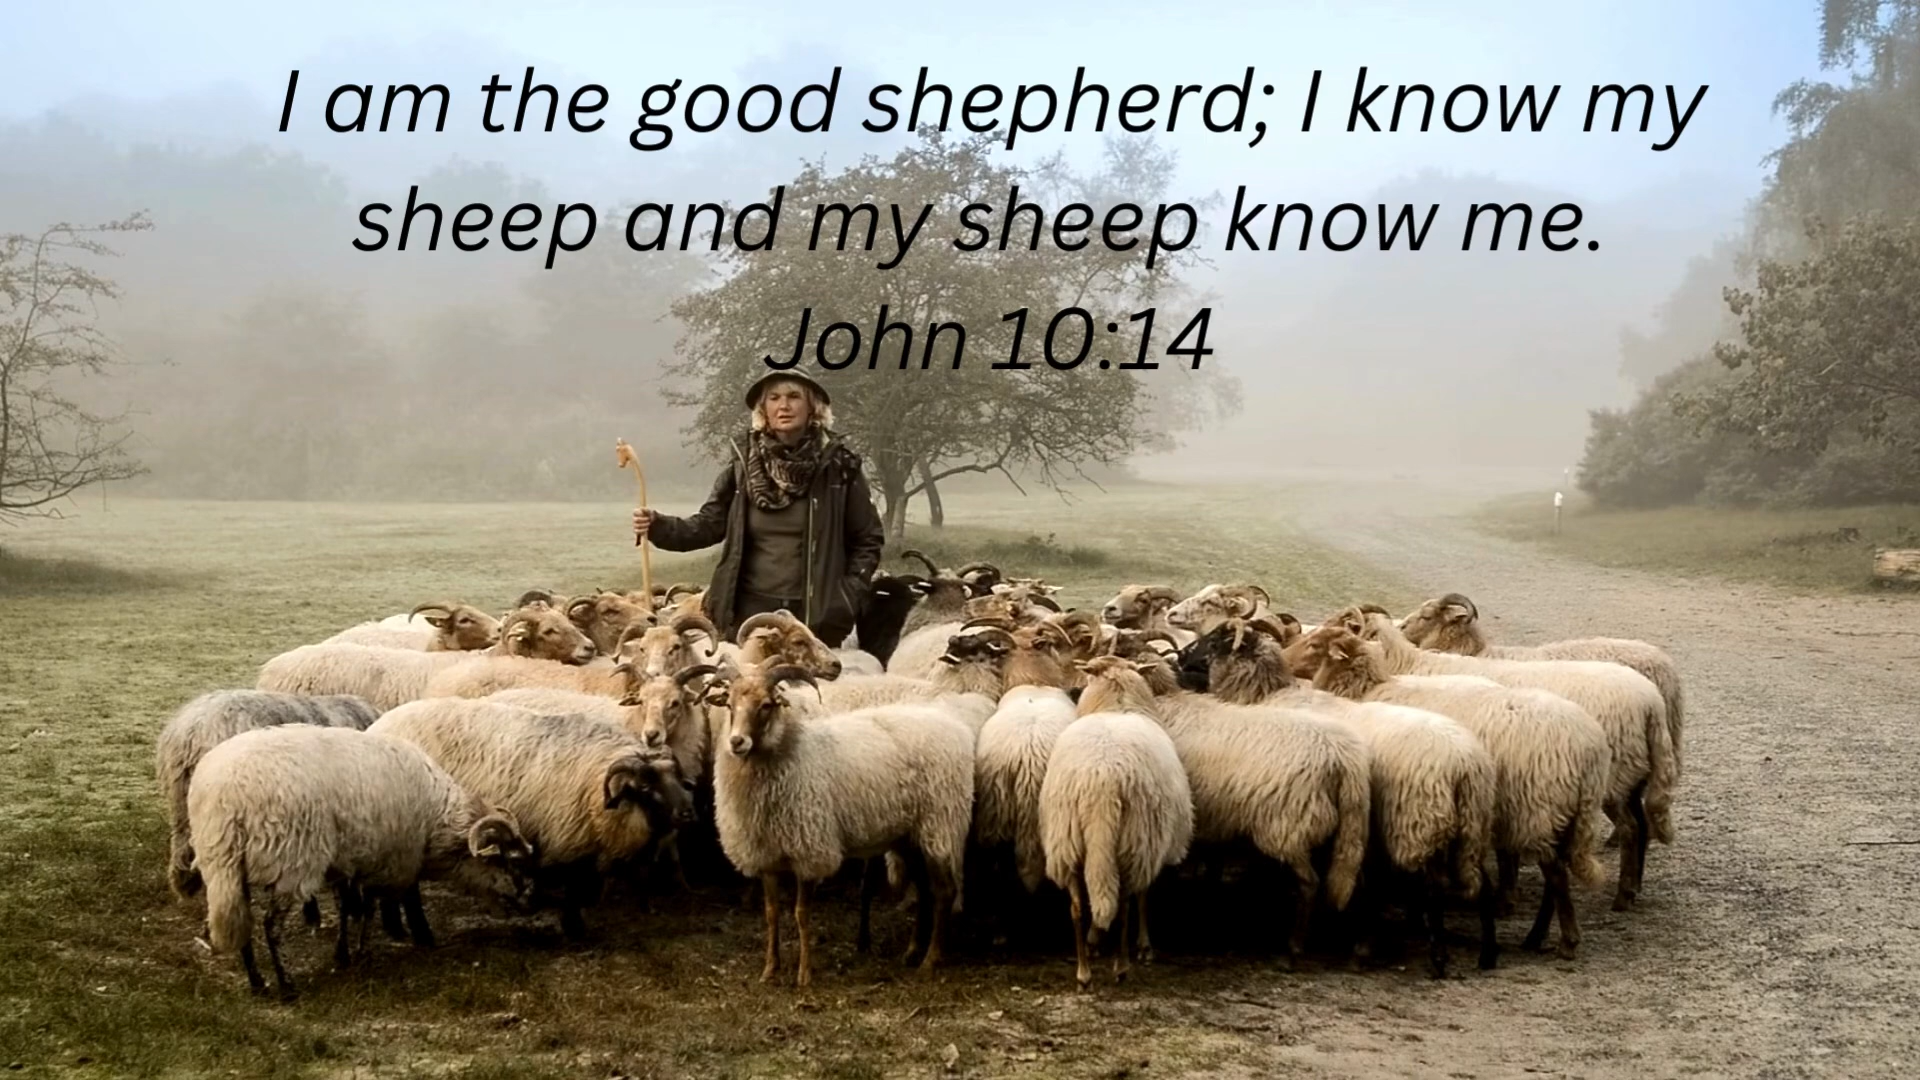 I am the good shepherd; I know my
sheep and my sheep know me.
John 10:14